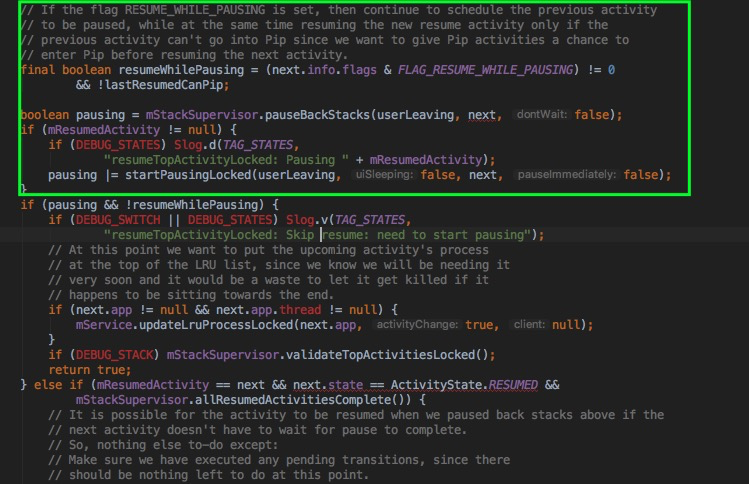 // If the flag RESUME_WHILE_PAUSING is set, then continue to schedule the previous activity
// to be paused, while at the same time resuming the new resume activity only if the
// previous activity can't go into Pip since we want to give Pip activities a chance to
// enter Pip before resuming the next activity.
final boolean resumeWhilePausing = (next.info.flags & FLAG_RESUME_WHILE_PAUSING) != 0
        && !lastResumedCanPip;

boolean pausing = mStackSupervisor.pauseBackStacks(userLeaving, next, dontWait: false);
if (mResumedActivity != null) {
    if (DEBUG_STATES) Slog.d(TAG_STATES,
            "resumeTopActivityLocked: Pausing " + mResumedActivity);
    pausing |= startPausingLocked(userLeaving, uiSleeping: false, next, pauseImmediately: false);
}
if (pausing && !resumeWhilePausing) {
    if (DEBUG_SWITCH || DEBUG_STATES) Slog.v(TAG_STATES,
            "resumeTopActivityLocked: Skip resume: need to start pausing");
    // At this point we want to put the upcoming activity's process
    // at the top of the LRU list, since we know we will be needing it
    // very soon and it would be a waste to let it get killed if it
    // happens to be sitting towards the end.
    if (next.app != null && next.app.thread != null) {
        mService.updateLruProcessLocked(next.app, activityChange: true, client: null);
    }
    if (DEBUG_STACK) mStackSupervisor.validateTopActivitiesLocked();
    return true;
} else if (mResumedActivity == next && next.state == ActivityState.RESUMED &&
        mStackSupervisor.allResumedActivitiesComplete()) {
    // It is possible for the activity to be resumed when we paused back stacks above if the
    // next activity doesn't have to wait for pause to complete.
    // So, nothing else to-do except:
    // Make sure we have executed any pending transitions, since there
    // should be nothing left to do at this point.